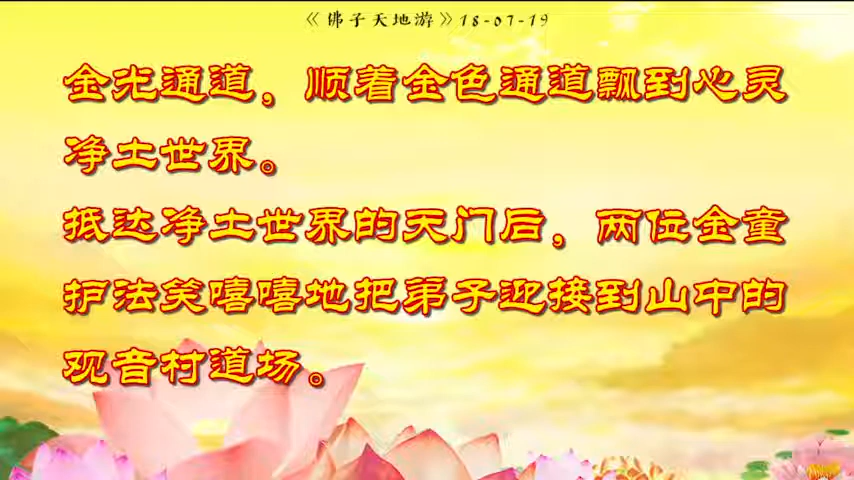 《佛子天地游》18-07-19
金光通道，顺着金色通道飘到心灵
净土世界。
抵达净土世界的天门后，两位金童
护法笑嘻嘻地把弟子迎接到山中的
观音村道场。